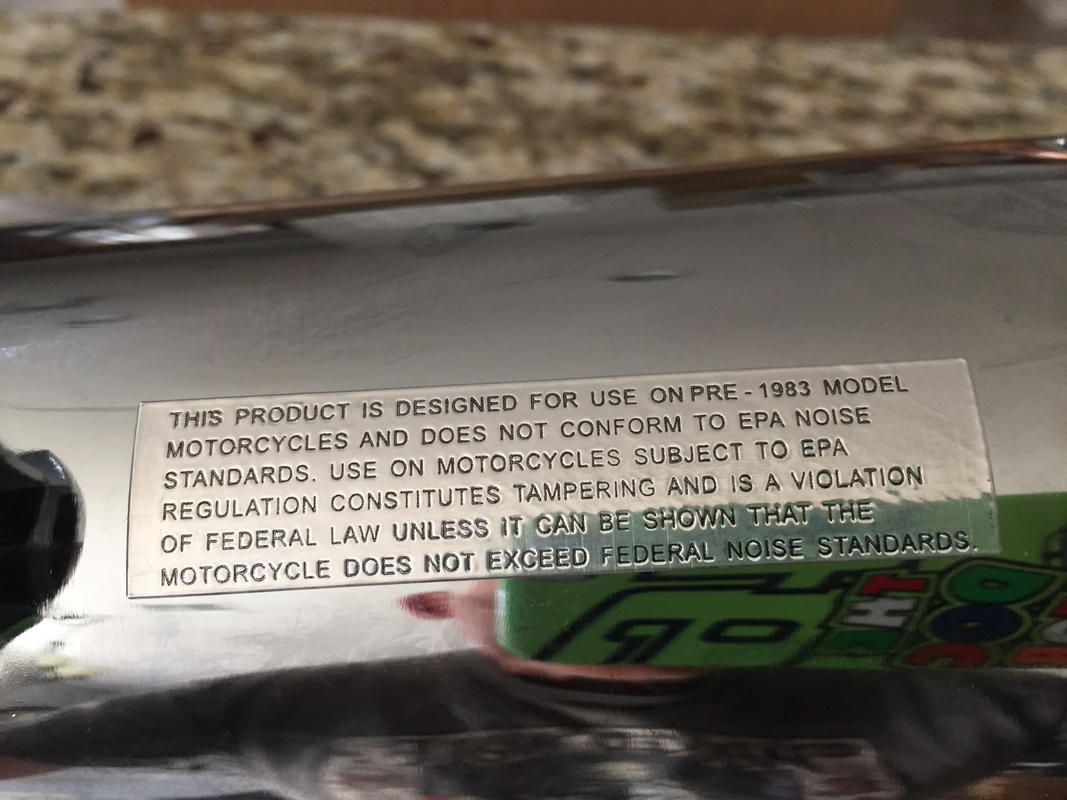 THIS PRODUCT IS DESIGNED FOR USE ON PRE - 1983 MODEL
MOTORCYCLES AND DOES NOT CONFORM TO EPA NOISE
STANDARDS. USE ON MOTORCYCLES SUBJECT TO EPA
REGULATION CONSTITUTES TAMPERING AND IS A VIOLATION
OF FEDERAL LAW UNLESS IT CAN BE SHOWN THAT THE
MOTORCYCLE DOES NOT EXCEED FEDERAL NOISE STANDARDS.